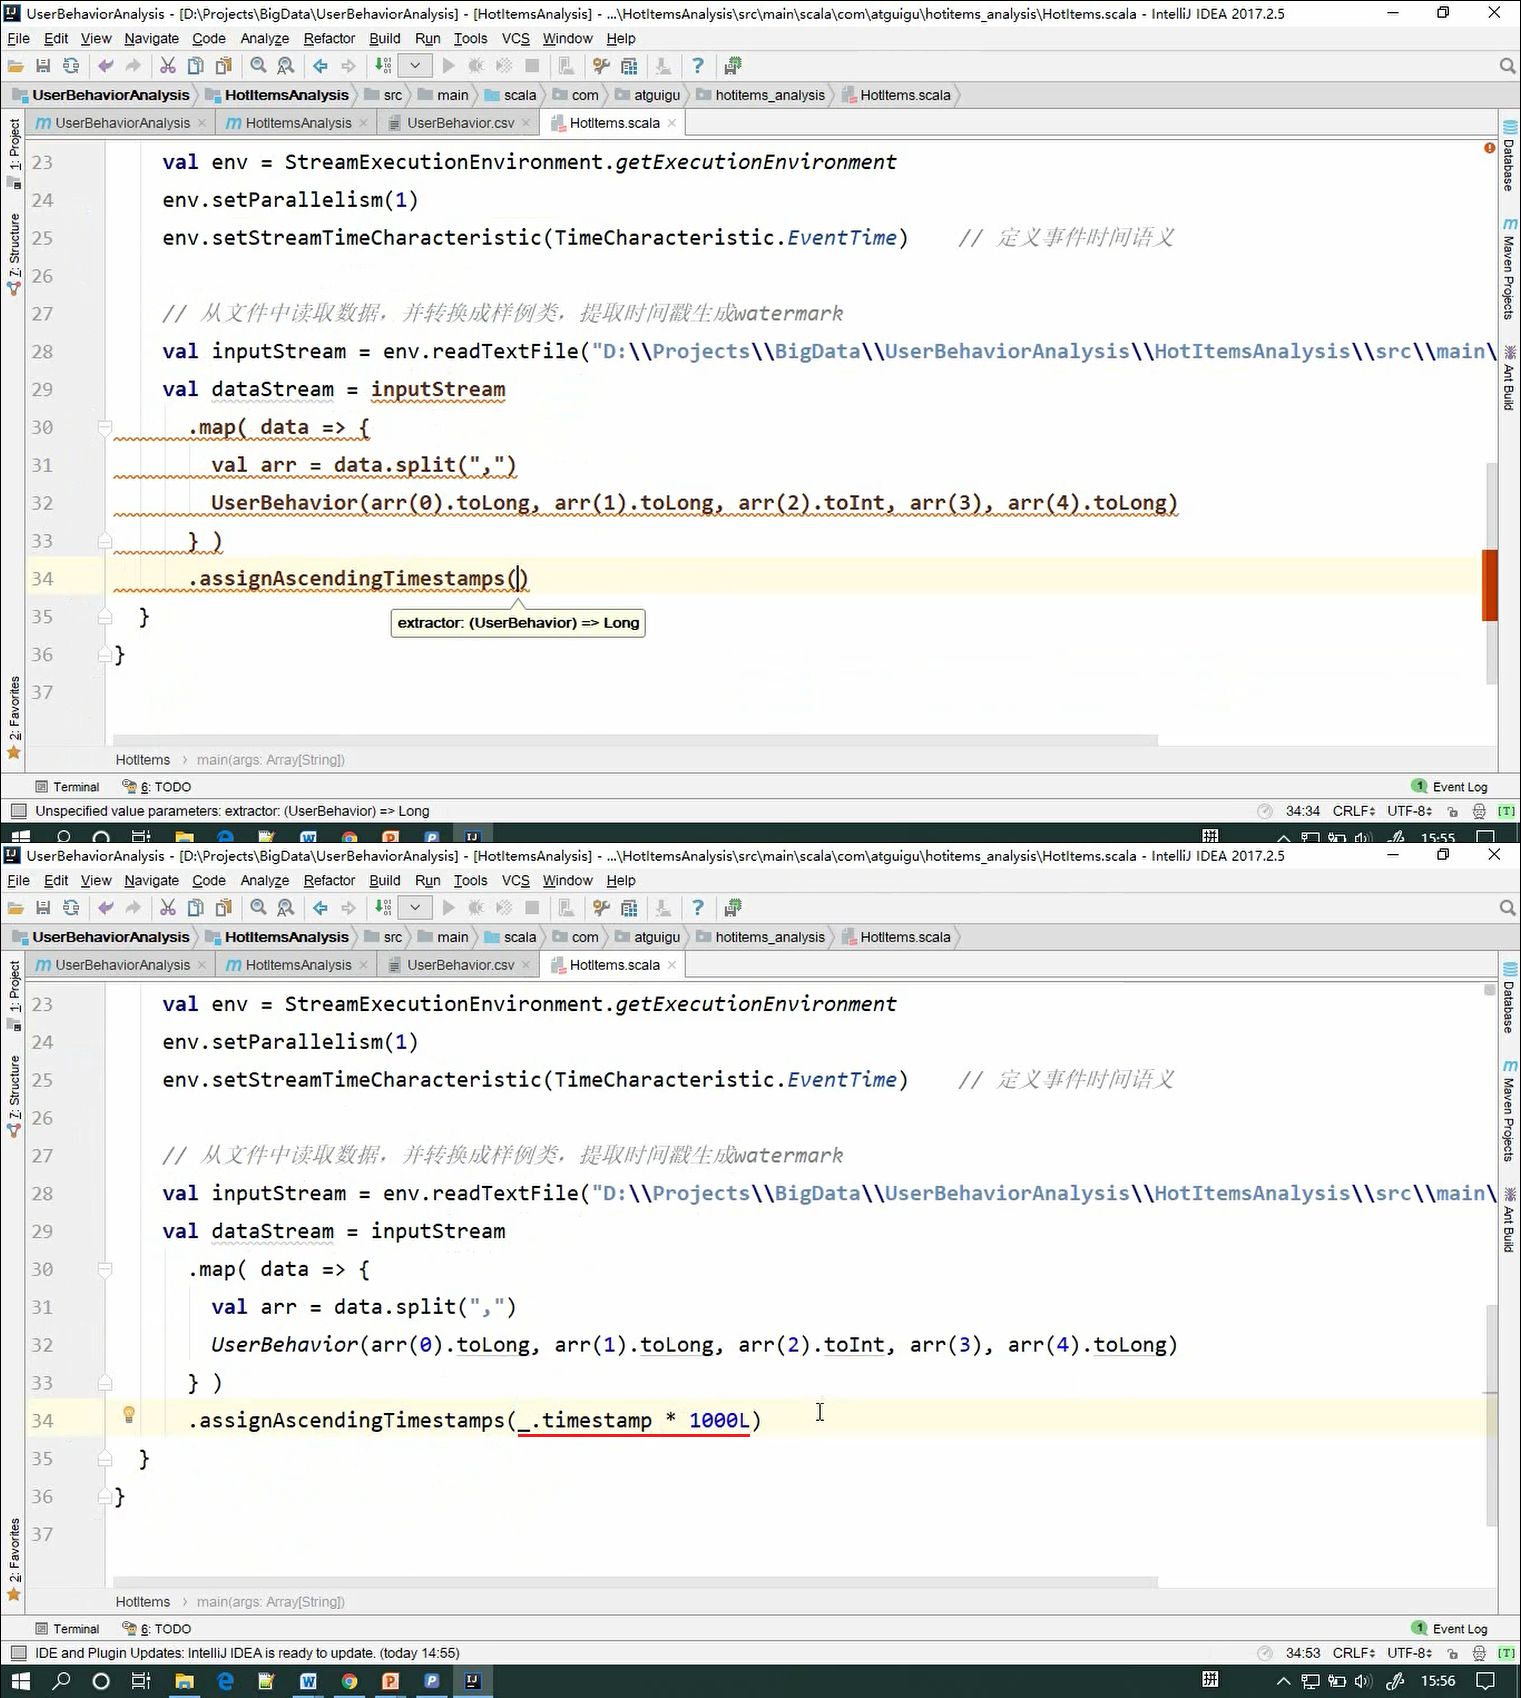 UserBehaviorAnalysis - [D:\Projects\BigData\UserBehaviorAnalysis] - [HotItemsAnalysis] - ...\HotItemsAnalysis\src\main\scala\com\atguigu\hotitems_analysis\HotItems.scala - IntelliJ IDEA 2017.2.5
File Edit View Navigate Code Analyze Refactor Build Run Tools VCS Window Help
UserBehaviorAnalysis HotItemsAnalysis src main scala com atguigu hotitems_analysis HotItems.scala
UserBehaviorAnalysis HotItemsAnalysis UserBehavior.csv HotItems.scala
1: Project
7: Structure
2: Favorites
Database
Maven Projects
Ant Build
23 val env = StreamExecutionEnvironment.getExecutionEnvironment
24 env.setParallelism(1)
25 env.setStreamTimeCharacteristic(TimeCharacteristic.EventTime) // 定义事件时间语义
26
27 // 从文件中读取数据，并转换成样例类，提取时间戳生成watermark
28 val inputStream = env.readTextFile("D:\\Projects\\BigData\\UserBehaviorAnalysis\\HotItemsAnalysis\\src\\main\
29 val dataStream = inputStream
30 .map( data => {
31 val arr = data.split(",")
32 UserBehavior(arr(0).toLong, arr(1).toLong, arr(2).toInt, arr(3), arr(4).toLong)
33 } )
34 .assignAscendingTimestamps()
35 }
extractor: (UserBehavior) => Long
36 }
37
HotItems main(args: Array[String])
Terminal 6: TODO 1 Event Log
Unspecified value parameters: extractor: (UserBehavior) => Long 34:34 CRLF UTF-8 [T]
拼 15:55
UserBehaviorAnalysis - [D:\Projects\BigData\UserBehaviorAnalysis] - [HotItemsAnalysis] - ...\HotItemsAnalysis\src\main\scala\com\atguigu\hotitems_analysis\HotItems.scala - IntelliJ IDEA 2017.2.5
File Edit View Navigate Code Analyze Refactor Build Run Tools VCS Window Help
UserBehaviorAnalysis HotItemsAnalysis src main scala com atguigu hotitems_analysis HotItems.scala
UserBehaviorAnalysis HotItemsAnalysis UserBehavior.csv HotItems.scala
1: Project
7: Structure
2: Favorites
Database
Maven Projects
Ant Build
23 val env = StreamExecutionEnvironment.getExecutionEnvironment
24 env.setParallelism(1)
25 env.setStreamTimeCharacteristic(TimeCharacteristic.EventTime) // 定义事件时间语义
26
27 // 从文件中读取数据，并转换成样例类，提取时间戳生成watermark
28 val inputStream = env.readTextFile("D:\\Projects\\BigData\\UserBehaviorAnalysis\\HotItemsAnalysis\\src\\main\
29 val dataStream = inputStream
30 .map( data => {
31 val arr = data.split(",")
32 UserBehavior(arr(0).toLong, arr(1).toLong, arr(2).toInt, arr(3), arr(4).toLong)
33 } )
34 .assignAscendingTimestamps(_.timestamp * 1000L)
35 }
36 }
37
HotItems main(args: Array[String])
Terminal 6: TODO 1 Event Log
IDE and Plugin Updates: IntelliJ IDEA is ready to update. (today 14:55) 34:53 CRLF UTF-8 [T]
拼 15:56